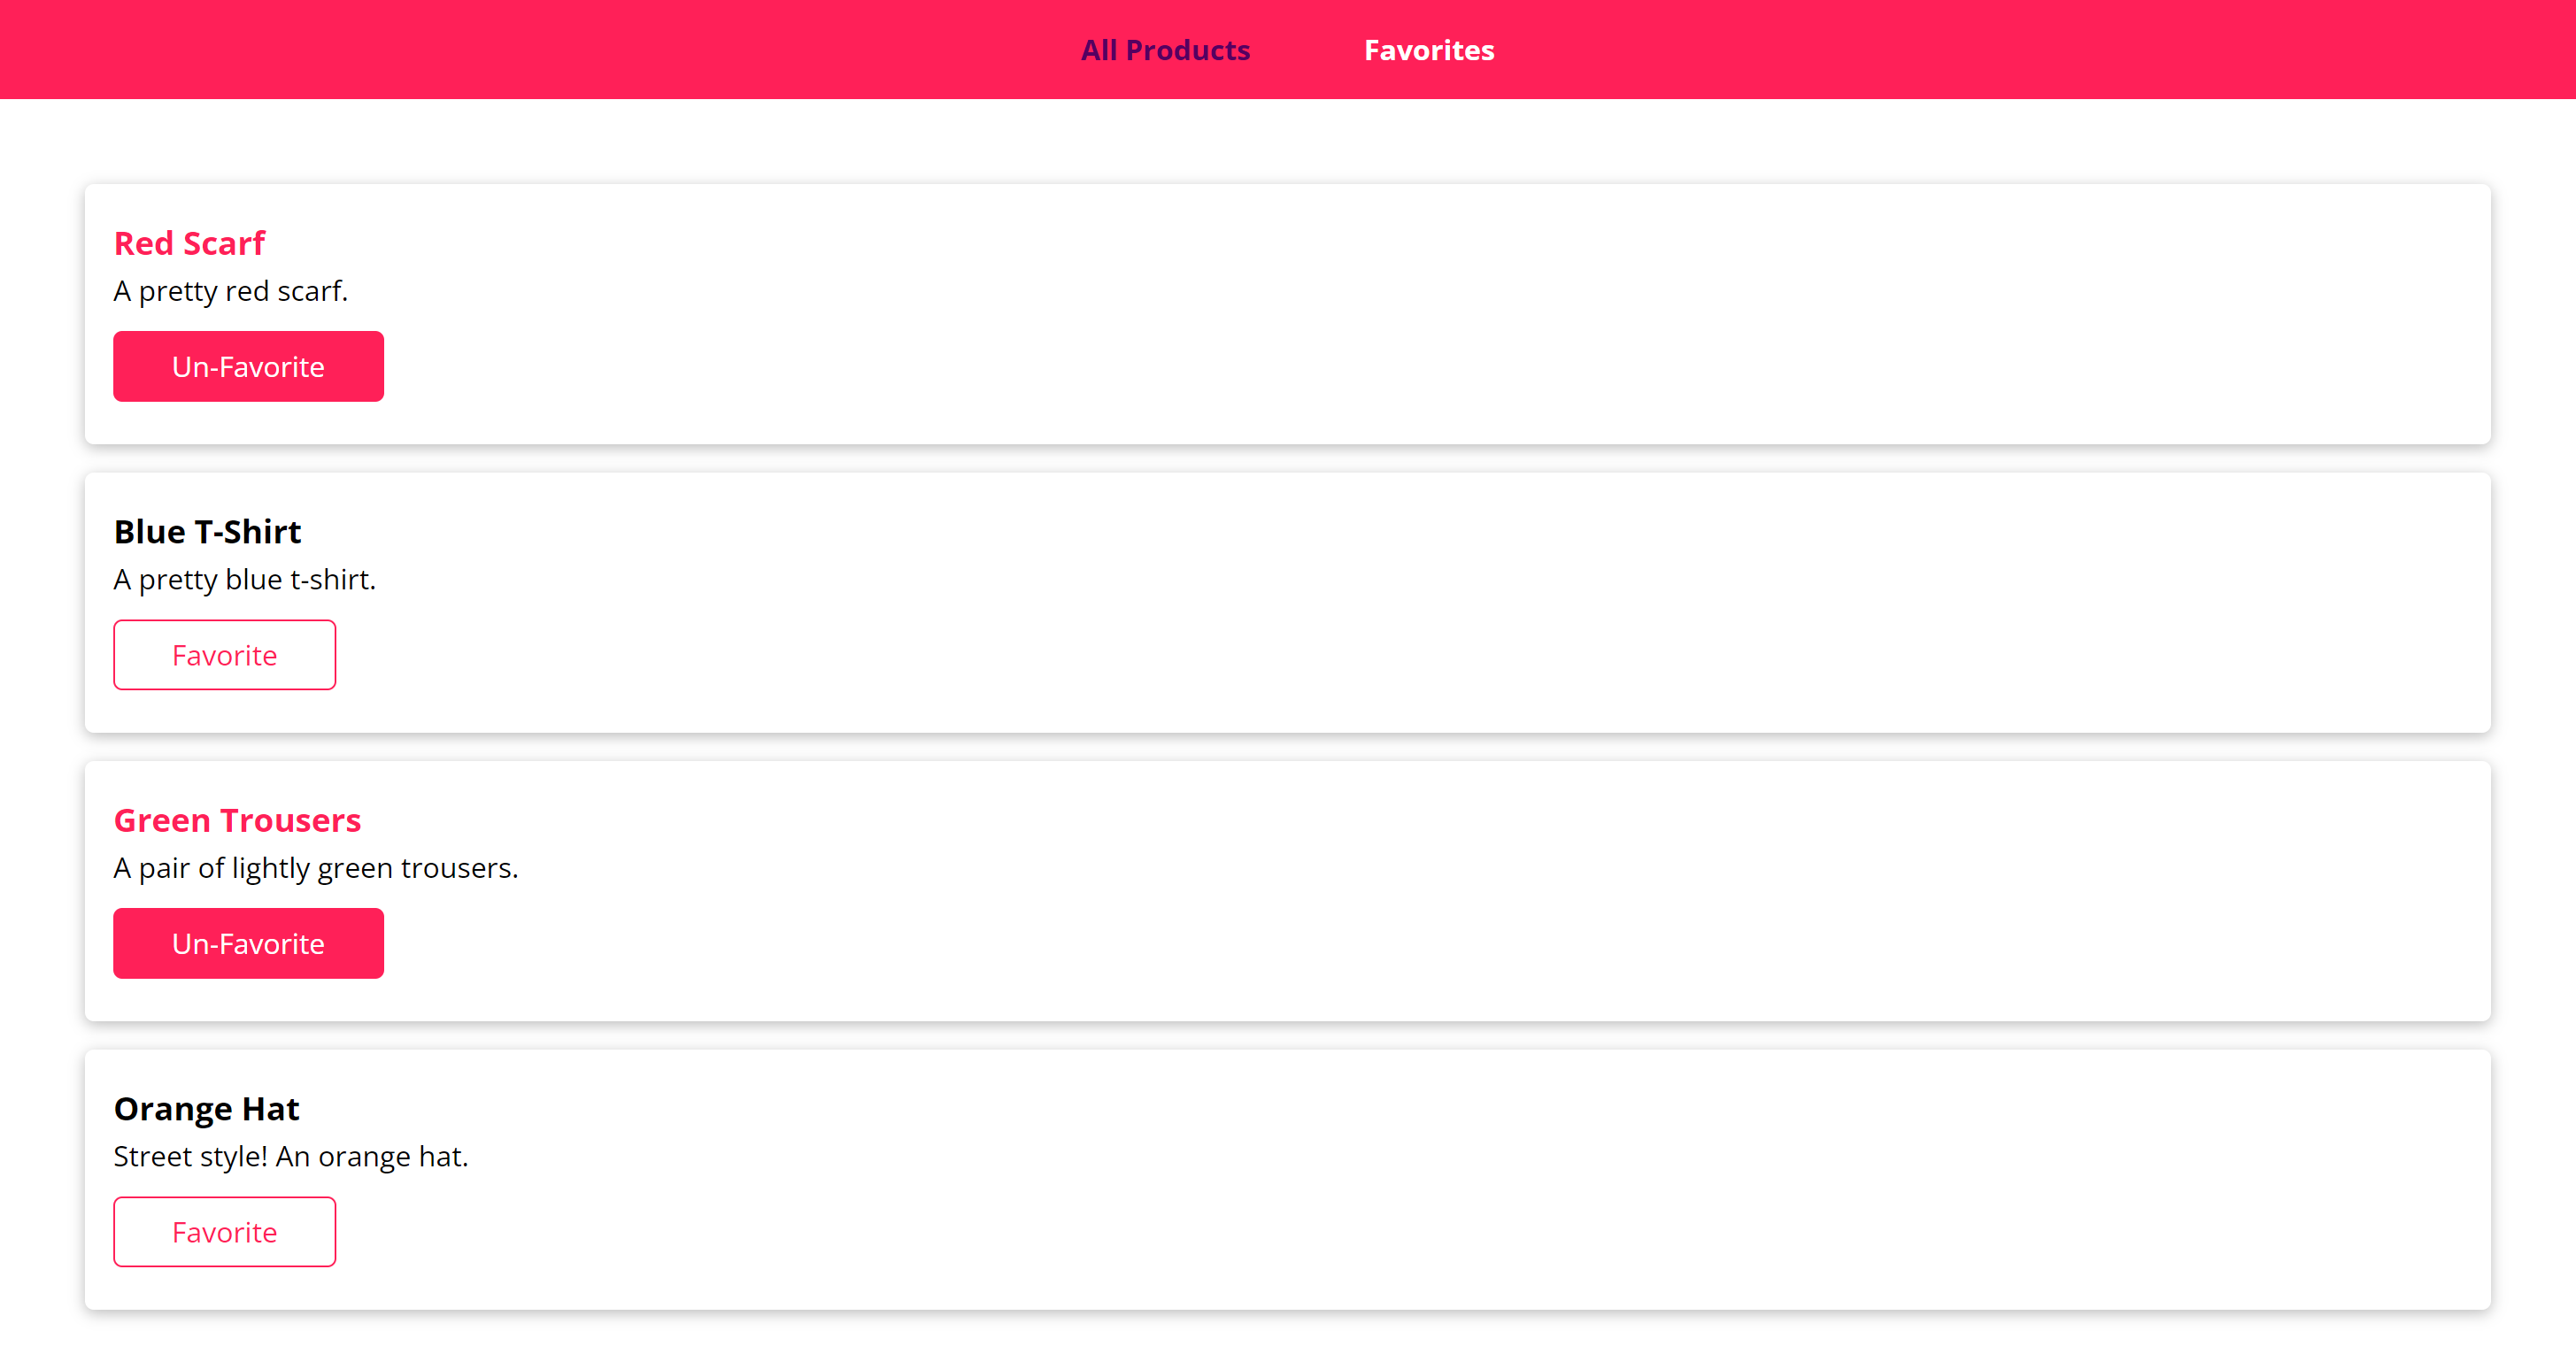 All Products Favorites
Red Scarf
A pretty red scarf.
Un-Favorite
Blue T-Shirt
A pretty blue t-shirt.
Favorite
Green Trousers
A pair of lightly green trousers.
Un-Favorite
Orange Hat
Street style! An orange hat.
Favorite